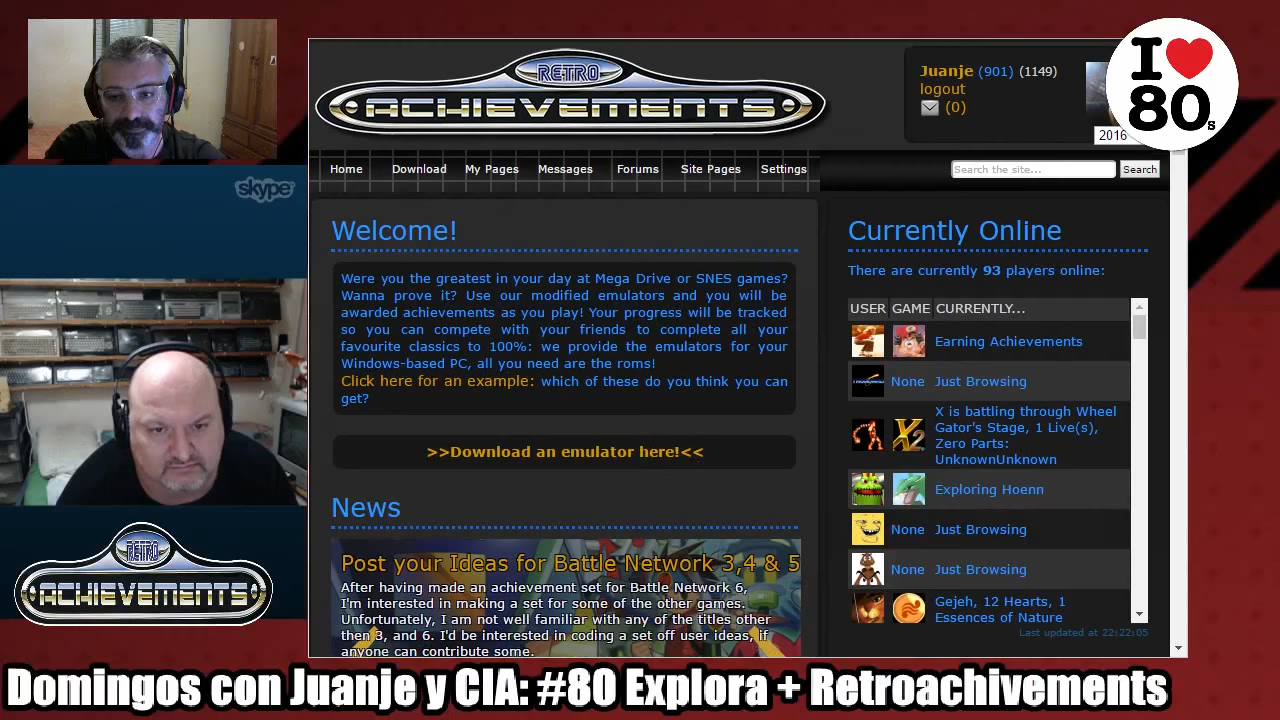 RETRO
ACHIEVEMENTS
Juanje (901) (1149)
logout
(0)
I
80s
2016
Home Download My Pages Messages Forums Site Pages Settings
Search the site... Search
skype
Welcome!
Were you the greatest in your day at Mega Drive or SNES games?
Wanna prove it? Use our modified emulators and you will be
awarded achievements as you play! Your progress will be tracked
so you can compete with your friends to complete all your
favourite classics to 100%: we provide the emulators for your
Windows-based PC, all you need are the roms!
Click here for an example: which of these do you think you can
get?
>>Download an emulator here!<<
News
Post your Ideas for Battle Network 3,4 & 5
After having made an achievement set for Battle Network 6,
I'm interested in making a set for some of the other games.
Unfortunately, I am not well familiar with any of the titles other
then 3, and 6. I'd be interested in coding a set off user ideas, if
anyone can contribute some.
Currently Online
There are currently 93 players online:
USER GAME CURRENTLY...
Earning Achievements
None Just Browsing
X is battling through Wheel
Gator's Stage, 1 Live(s),
Zero Parts:
UnknownUnknown
X2
Exploring Hoenn
None Just Browsing
None Just Browsing
Gejeh, 12 Hearts, 1
Essences of Nature
Last updated at 22:22:05
RETRO
ACHIEVEMENTS
Domingos con Juanje y CIA: #80 Explora + Retroachivements